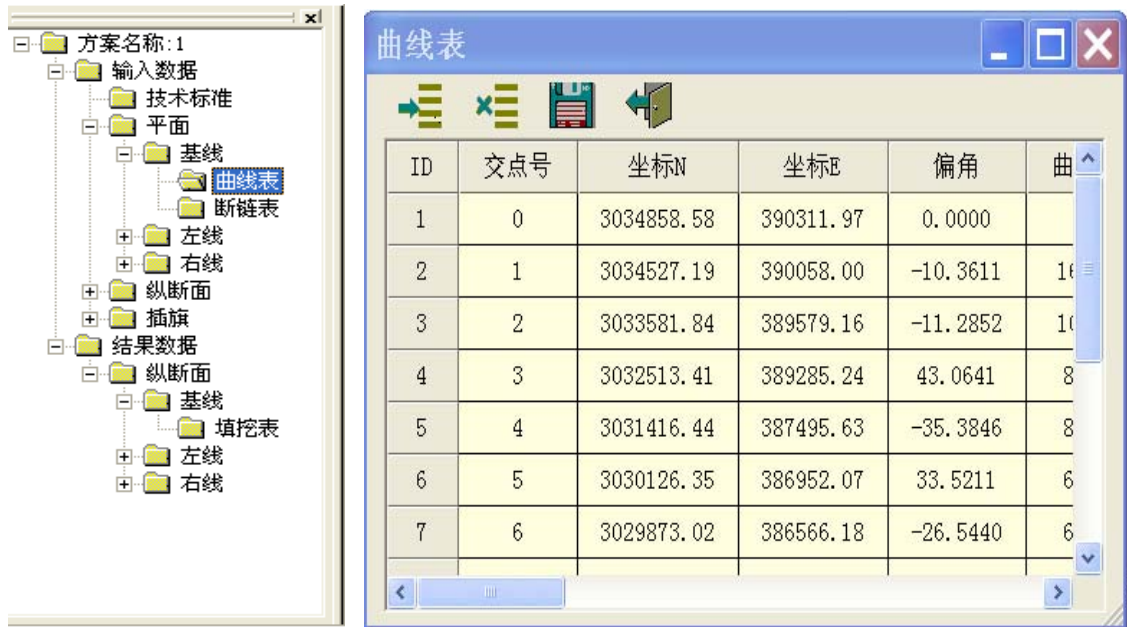 方案名称:1
输入数据
技术标准
平面
基线
曲线表
断链表
左线
右线
纵断面
插旗
结果数据
纵断面
基线
填挖表
左线
右线
曲线表
ID 交点号 坐标N 坐标E 偏角 曲
1 0 3034858.58 390311.97 0.0000
2 1 3034527.19 390058.00 -10.3611
3 2 3033581.84 389579.16 -11.2852 10
4 3 3032513.41 389285.24 43.0641 8
5 4 3031416.44 387495.63 -35.3846 8
6 5 3030126.35 386952.07 33.5211 6
7 6 3029873.02 386566.18 -26.5440 6